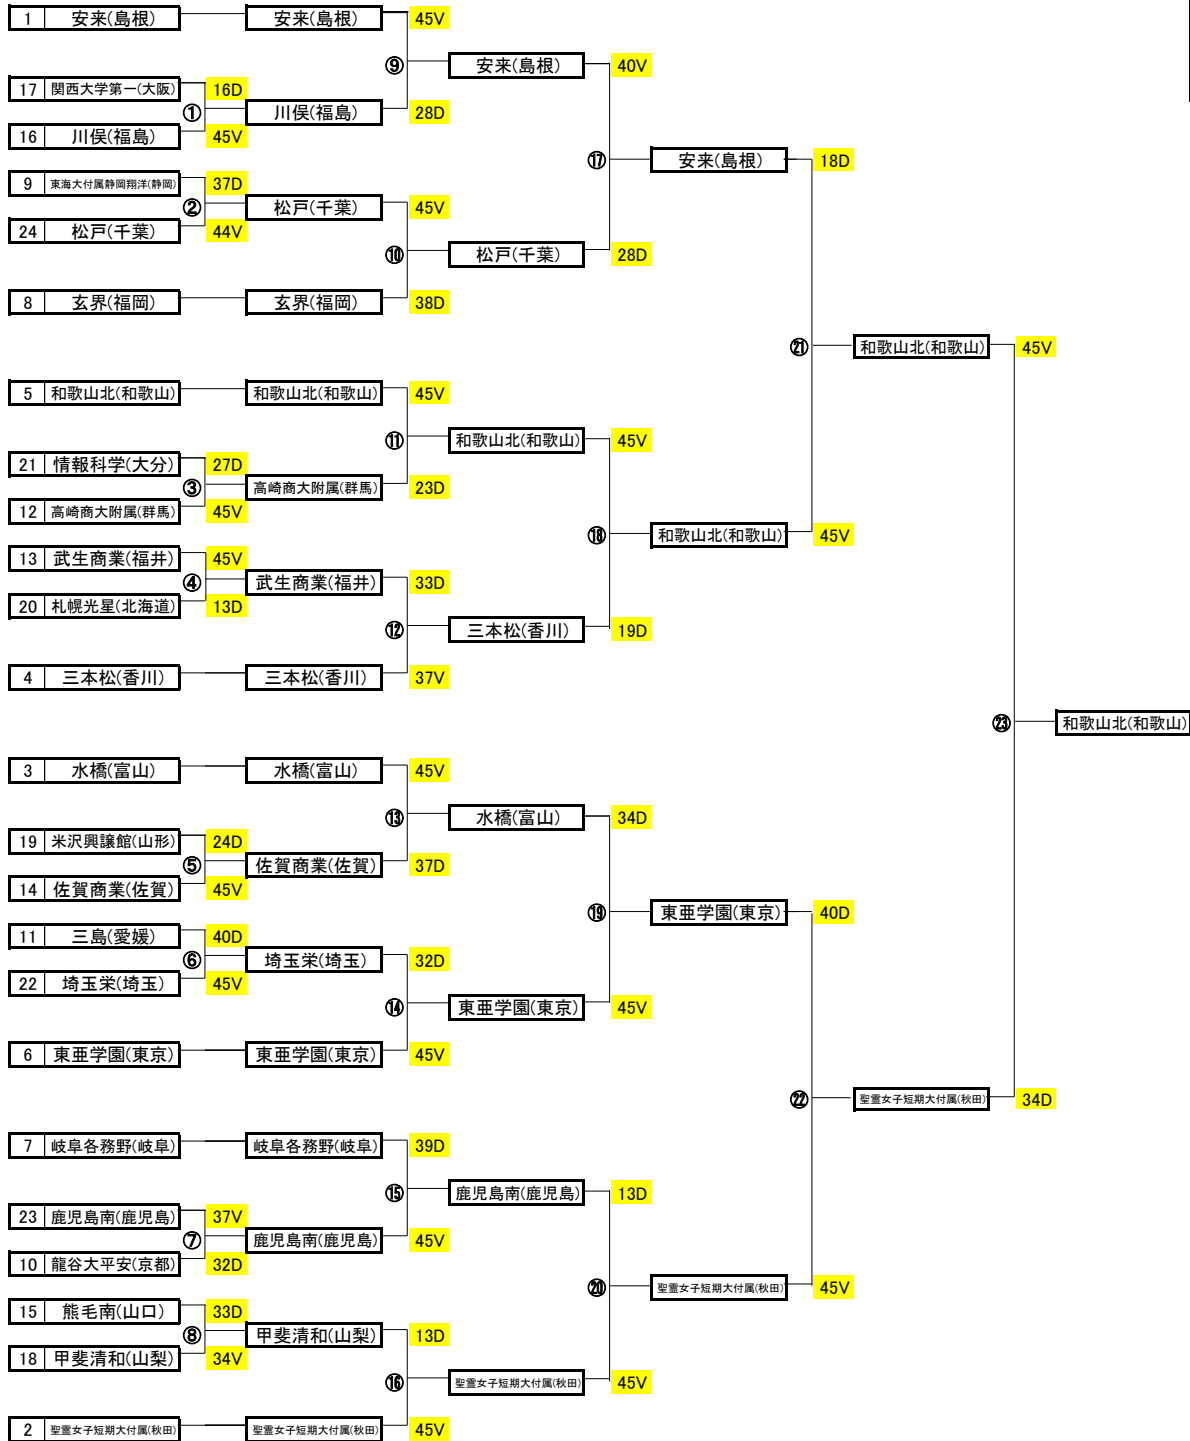 1 安来(島根) 安来(島根) 45V
⑨ 安来(島根) 40V
17 関西大学第一(大阪) 16D
① 川俣(福島) 28D
16 川俣(福島) 45V
⑰ 安来(島根) 18D
9 東海大付属静岡翔洋(静岡) 37D
② 松戸(千葉) 45V
24 松戸(千葉) 44V
⑩ 松戸(千葉) 28D
8 玄界(福岡) 玄界(福岡) 38D
㉑ 和歌山北(和歌山) 45V
5 和歌山北(和歌山) 和歌山北(和歌山) 45V
⑪ 和歌山北(和歌山) 45V
21 情報科学(大分) 27D
③ 高崎商大附属(群馬) 23D
12 高崎商大附属(群馬) 45V
⑱ 和歌山北(和歌山) 45V
13 武生商業(福井) 45V
④ 武生商業(福井) 33D
20 札幌光星(北海道) 13D
⑫ 三本松(香川) 19D
4 三本松(香川) 三本松(香川) 37V
㉓ 和歌山北(和歌山)
3 水橋(富山) 水橋(富山) 45V
⑬ 水橋(富山) 34D
19 米沢興譲館(山形) 24D
⑤ 佐賀商業(佐賀) 37D
14 佐賀商業(佐賀) 45V
⑲ 東亜学園(東京) 40D
11 三島(愛媛) 40D
⑥ 埼玉栄(埼玉) 32D
22 埼玉栄(埼玉) 45V
⑭ 東亜学園(東京) 45V
6 東亜学園(東京) 東亜学園(東京) 45V
㉒ 聖霊女子短期大付属(秋田) 34D
7 岐阜各務野(岐阜) 岐阜各務野(岐阜) 39D
⑮ 鹿児島南(鹿児島) 13D
23 鹿児島南(鹿児島) 37V
⑦ 鹿児島南(鹿児島) 45V
10 龍谷大平安(京都) 32D
⑳ 聖霊女子短期大付属(秋田) 45V
15 熊毛南(山口) 33D
⑧ 甲斐清和(山梨) 13D
18 甲斐清和(山梨) 34V
⑯ 聖霊女子短期大付属(秋田) 45V
2 聖霊女子短期大付属(秋田) 聖霊女子短期大付属(秋田) 45V